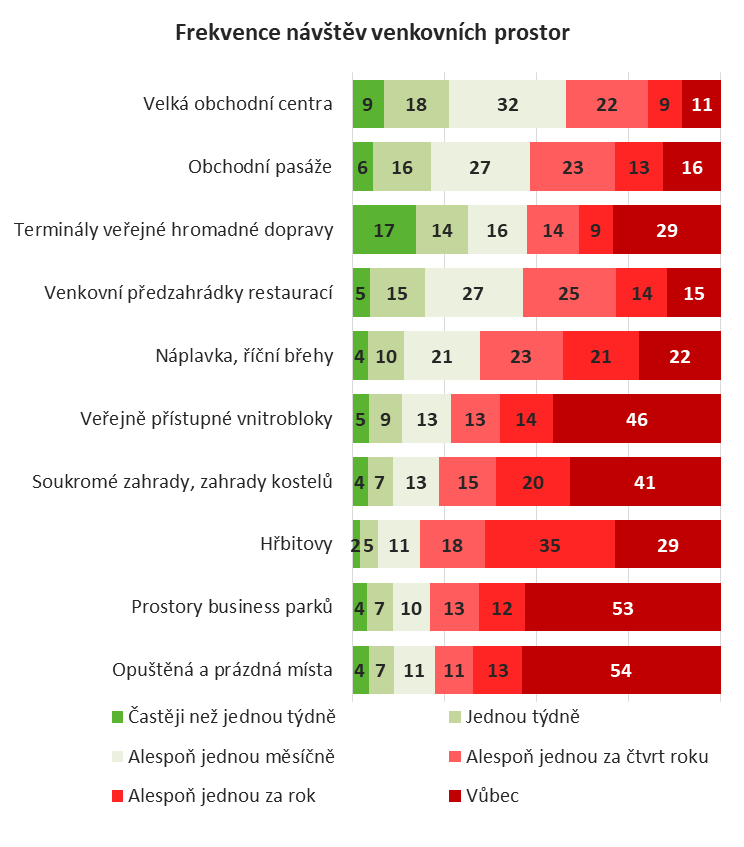 Frekvence návštěv venkovních prostor
Velká obchodní centra 9 18 32 22 9 11
Obchodní pasáže 6 16 27 23 13 16
Terminály veřejné hromadné dopravy 17 14 16 14 9 29
Venkovní předzahrádky restaurací 5 15 27 25 14 15
Náplavka, říční břehy 4 10 21 23 21 22
Veřejně přístupné vnitrobloky 5 9 13 13 14 46
Soukromé zahrady, zahrady kostelů 4 7 13 15 20 41
Hřbitovy 2 5 11 18 35 29
Prostory business parků 4 7 10 13 12 53
Opuštěná a prázdná místa 4 7 11 11 13 54
Častěji než jednou týdně Jednou týdně
Alespoň jednou měsíčně Alespoň jednou za čtvrt roku
Alespoň jednou za rok Vůbec